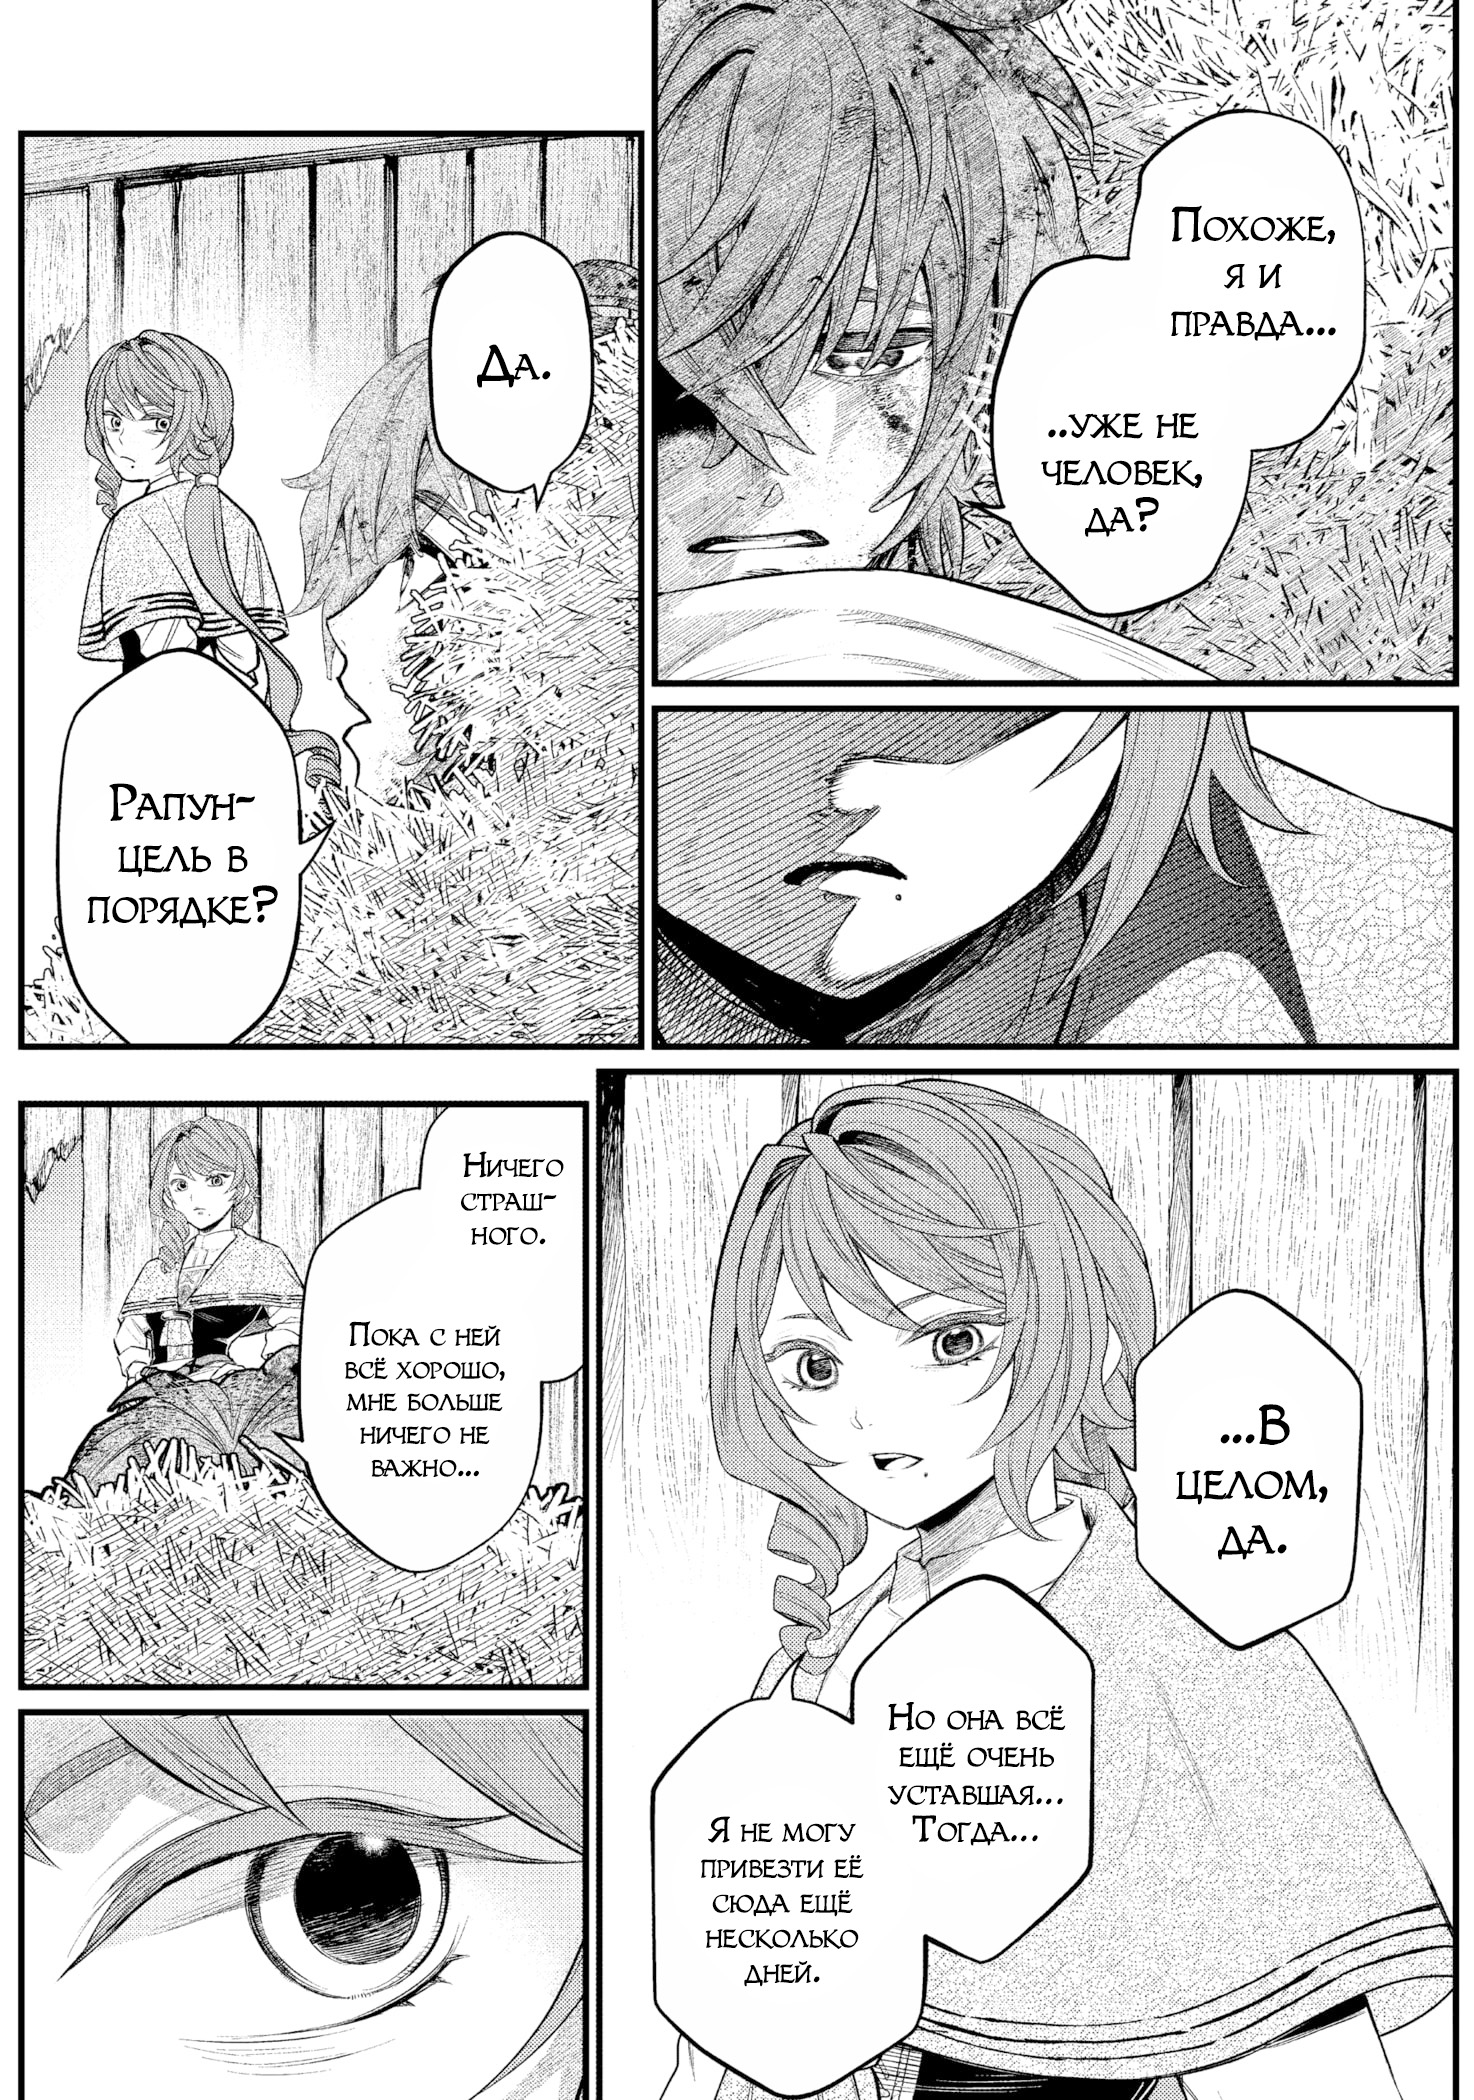 Похоже,
я и
правда...
..уже не
человек,
да?
Да.
Рапун-
цель в
порядке?
...В
целом,
да.
Но она всё
ещё очень
уставшая...
Тогда...
Я не могу
привезти её
сюда ещё
несколько
дней.
Ничего
страш-
ного.
Пока с ней
всё хорошо,
мне больше
ничего не
важно...